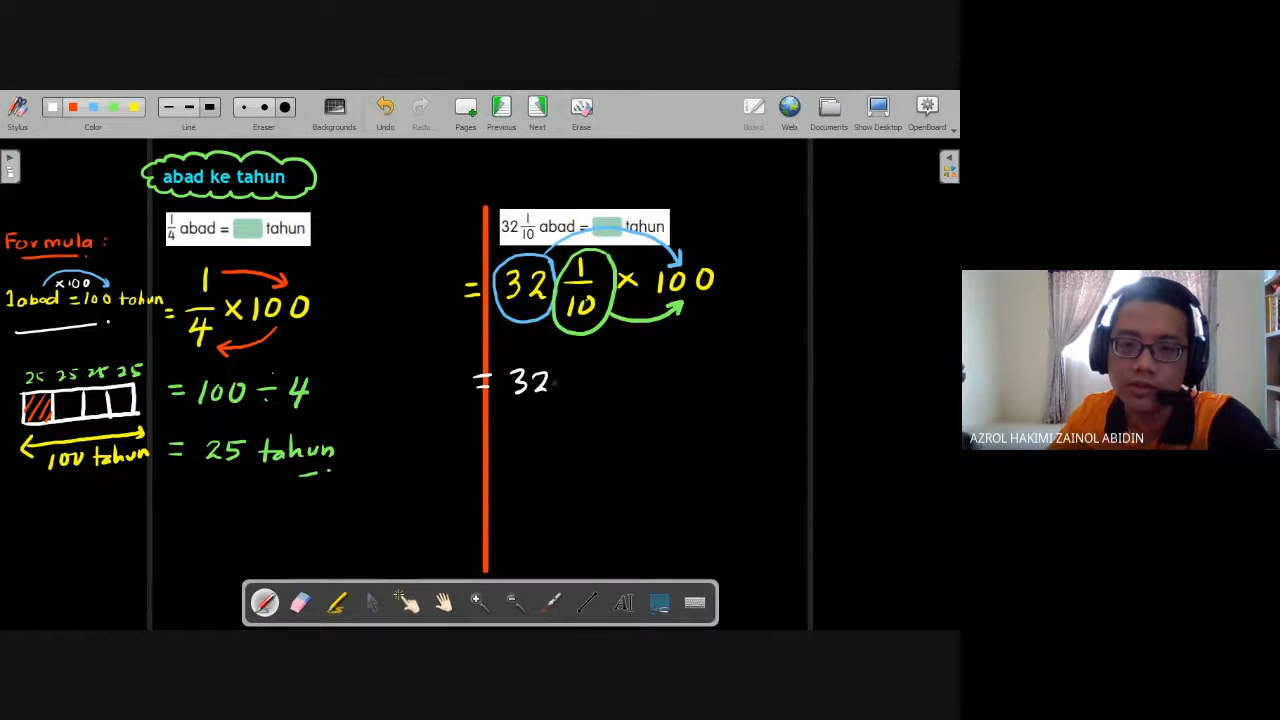 Stylus
Color
Line
Eraser
Backgrounds
Undo
Redo
Pages
Previous
Next
Erase
Board
Web
Documents
Show Desktop
OpenBoard
abad ke tahun
1/4 abad = tahun
Formula :
x100
1 abad = 100 tahun
= 1/4 x 100
25 25 25 25
100 tahun
= 100 ÷ 4
= 25 tahun
32 1/10 abad = tahun
= 32 1/10 x 100
= 32
AZROL HAKIMI ZAINOL ABIDIN